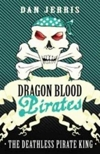 DAN JERRIS
DRAGON BLOOD
Pirates
THE DEATHLESS PIRATE KING